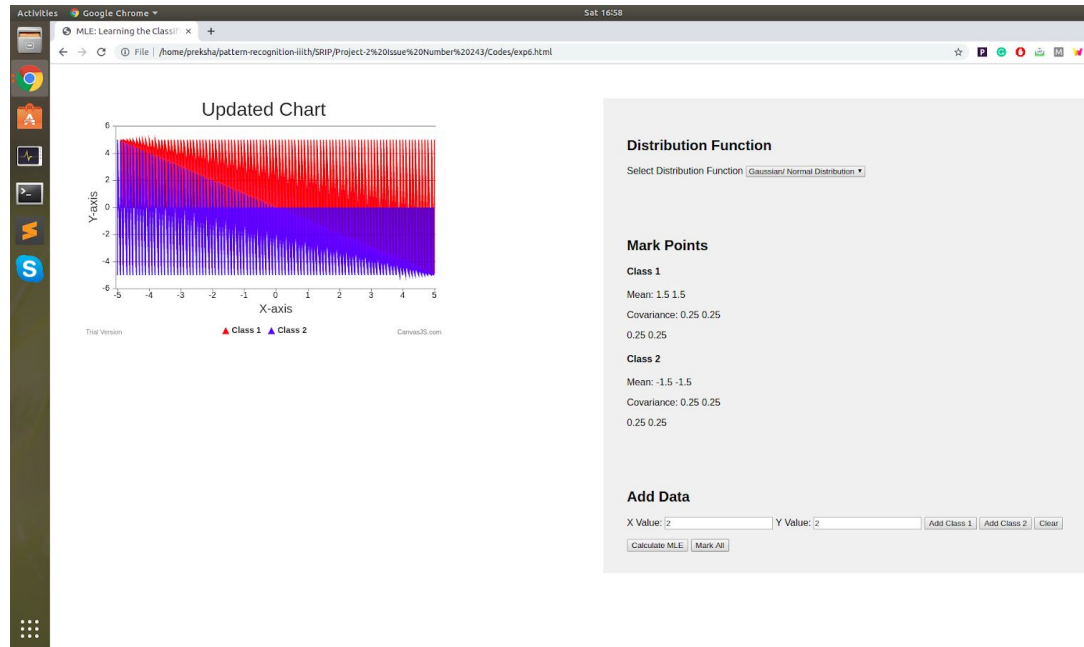 Activities Google Chrome ▾ Sat 16:58
MLE: Learning the Classif × +
File | /home/preksha/pattern-recognition-iiith/SRIP/Project-2%20Issue%20Number%20243/Codes/exp6.html
Updated Chart
6
4
2
0
-2
-4
-6
Y-axis
-5 -4 -3 -2 -1 0 1 2 3 4 5
X-axis
Trial Version Class 1 Class 2 CanvasJS.com
Distribution Function
Select Distribution Function Gaussian/ Normal Distribution
Mark Points
Class 1
Mean: 1.5 1.5
Covariance: 0.25 0.25
0.25 0.25
Class 2
Mean: -1.5 -1.5
Covariance: 0.25 0.25
0.25 0.25
Add Data
X Value: 2 Y Value: 2 Add Class 1 Add Class 2 Clear
Calculate MLE Mark All